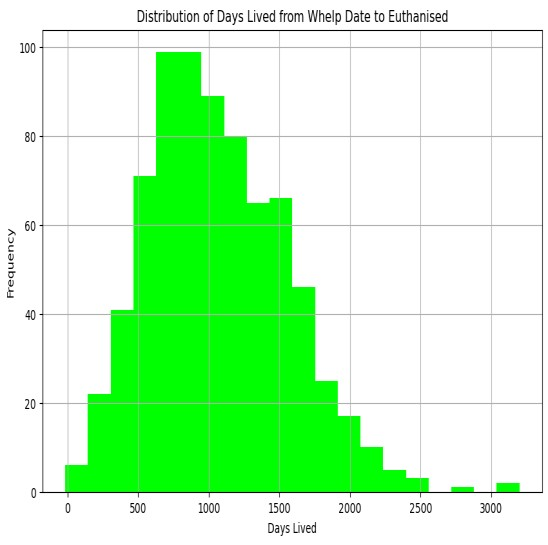 Distribution of Days Lived from Whelp Date to Euthanised
100
80
60
40
20
0
Frequency
0 500 1000 1500 2000 2500 3000
Days Lived